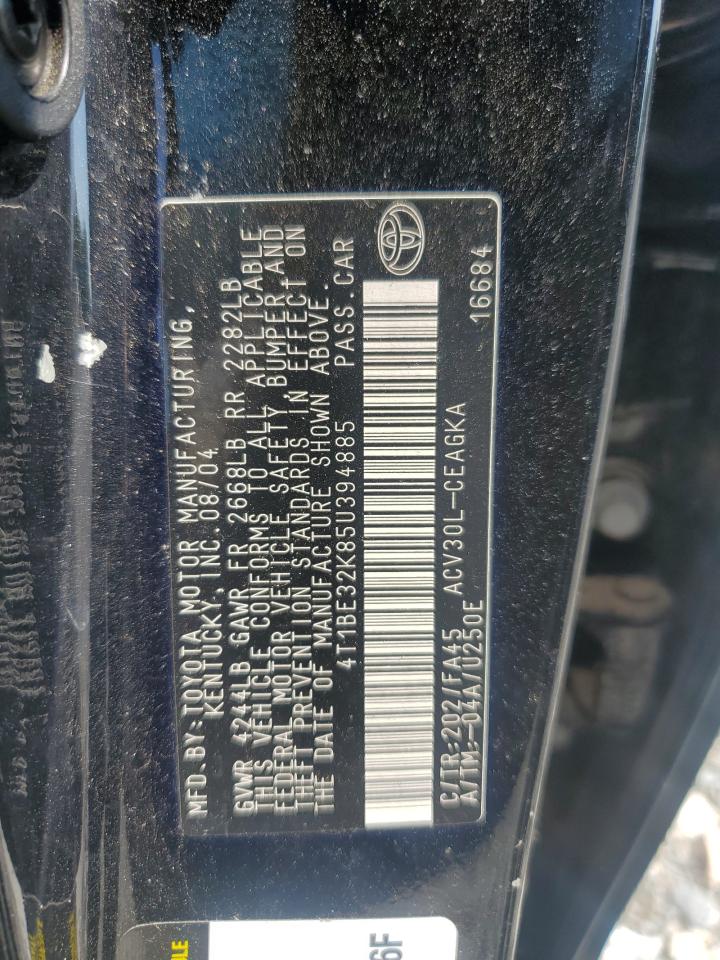 MFD.BY:TOYOTA MOTOR MANUFACTURING,
KENTUCKY,INC.08/04
GVWR 4244LB GAWR FR 2668LB RR 2282LB
THIS VEHICLE CONFORMS TO ALL APPLICABLE
FEDERAL MOTOR VEHICLE SAFETY, BUMPER,AND
THEFT PREVENTION STANDARDS IN EFFECT ON
THE DATE OF MANUFACTURE SHOWN ABOVE.
4T1BE32K85U394885 PASS.CAR
C/TR:202/FA45 ACV30L-CEAGKA
A/TM:-04A/U250E 16684
6F